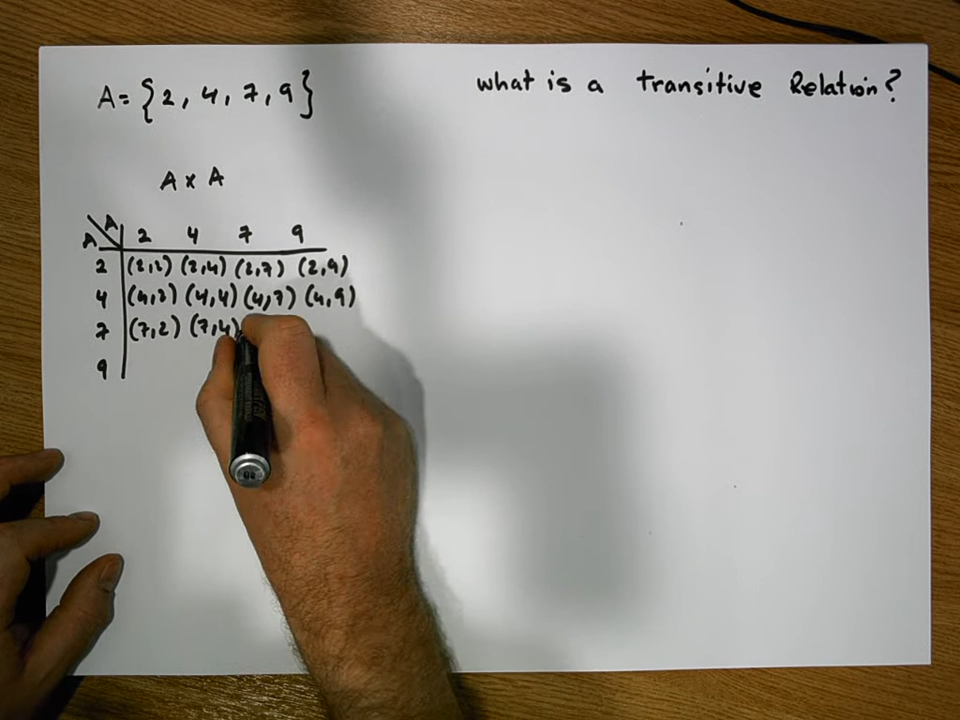 A = {2, 4, 7, 9}
what is a transitive Relation?
A x A
A
A
2 4 7 9
2 (2,2) (2,4) (2,7) (2,9)
4 (4,2) (4,4) (4,7) (4,9)
7 (7,2) (7,4)
9